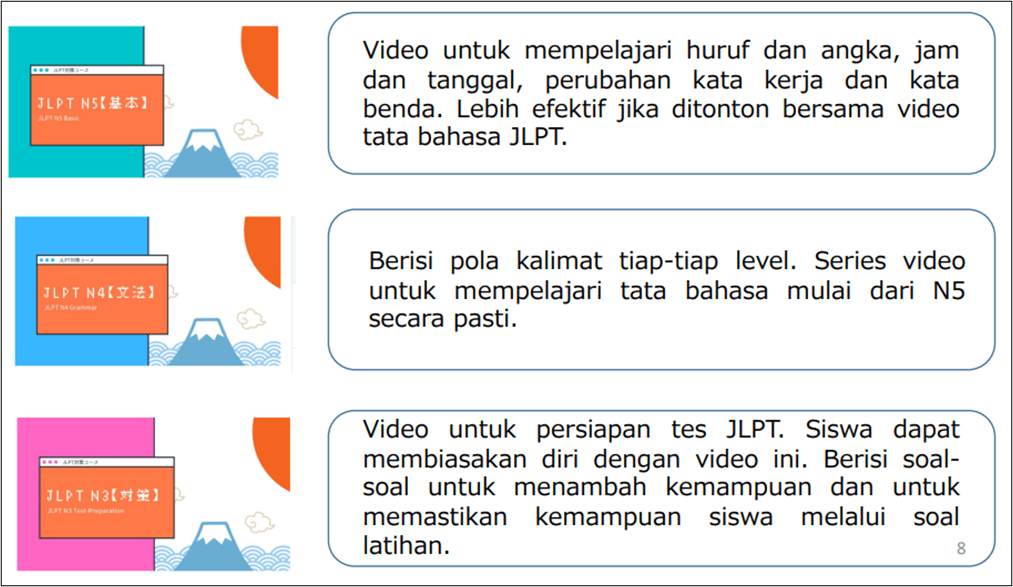 JLPT対策コース
JLPT N5【基本】
JLPT N5 Basic
Video untuk mempelajari huruf dan angka, jam
dan tanggal, perubahan kata kerja dan kata
benda. Lebih efektif jika ditonton bersama video
tata bahasa JLPT.
JLPT対策コース
JLPT N4【文法】
JLPT N4 Grammar
Berisi pola kalimat tiap-tiap level. Series video
untuk mempelajari tata bahasa mulai dari N5
secara pasti.
JLPT対策コース
JLPT N3【対策】
JLPT N3 Test-Preparation
Video untuk persiapan tes JLPT. Siswa dapat
membiasakan diri dengan video ini. Berisi soal-
soal untuk menambah kemampuan dan untuk
memastikan kemampuan siswa melalui soal
latihan.
8